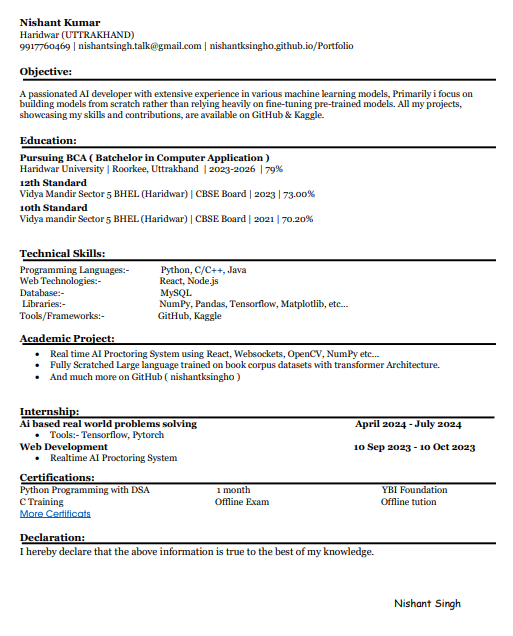 Nishant Kumar
Haridwar (UTTRAKHAND)
9917760469 | nishantsingh.talk@gmail.com | nishantksingh0.github.io/Portfolio
Objective:
A passionated AI developer with extensive experience in various machine learning models, Primarily i focus on
building models from scratch rather than relying heavily on fine-tuning pre-trained models. All my projects,
showcasing my skills and contributions, are available on GitHub & Kaggle.
Education:
Pursuing BCA ( Batchelor in Computer Application )
Haridwar University | Roorkee, Uttrakhand | 2023-2026 | 79%
12th Standard
Vidya Mandir Sector 5 BHEL (Haridwar) | CBSE Board | 2023 | 73.00%
10th Standard
Vidya mandir Sector 5 BHEL (Haridwar) | CBSE Board | 2021 | 70.20%
Technical Skills:
Programming Languages:- Python, C/C++, Java
Web Technologies:- React, Node.js
Database:- MySQL
Libraries:- NumPy, Pandas, Tensorflow, Matplotlib, etc...
Tools/Frameworks:- GitHub, Kaggle
Academic Project:
• Real time AI Proctoring System using React, Websockets, OpenCV, NumPy etc...
• Fully Scratched Large language trained on book corpus datasets with transformer Architecture.
• And much more on GitHub ( nishantksingh0 )
Internship:
Ai based real world problems solving April 2024 - July 2024
• Tools:- Tensorflow, Pytorch
Web Development 10 Sep 2023 - 10 Oct 2023
• Realtime AI Proctoring System
Certifications:
Python Programming with DSA 1 month YBI Foundation
C Training Offline Exam Offline tution
More Certificats
Declaration:
I hereby declare that the above information is true to the best of my knowledge.
Nishant Singh